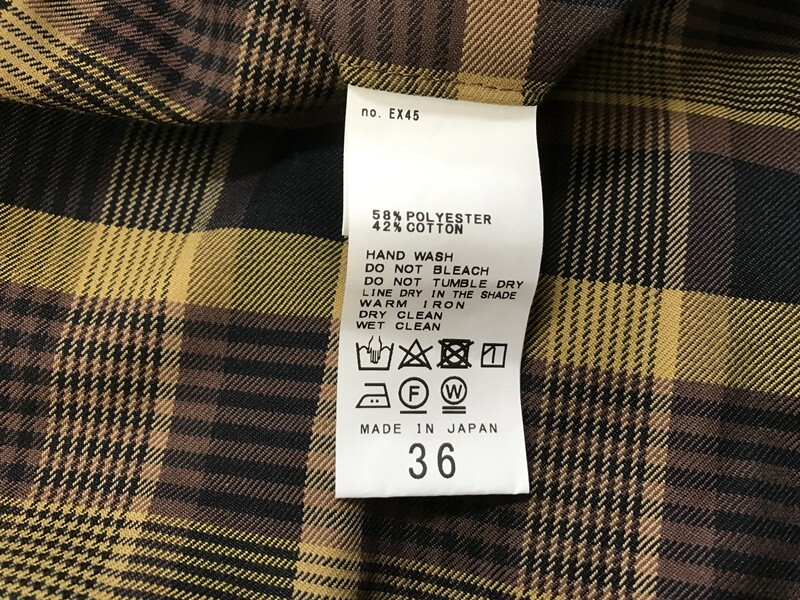 no. EX45
58% POLYESTER
42% COTTON
HAND WASH
DO NOT BLEACH
DO NOT TUMBLE DRY
LINE DRY IN THE SHADE
WARM IRON
DRY CLEAN
WET CLEAN
F W
MADE IN JAPAN
36